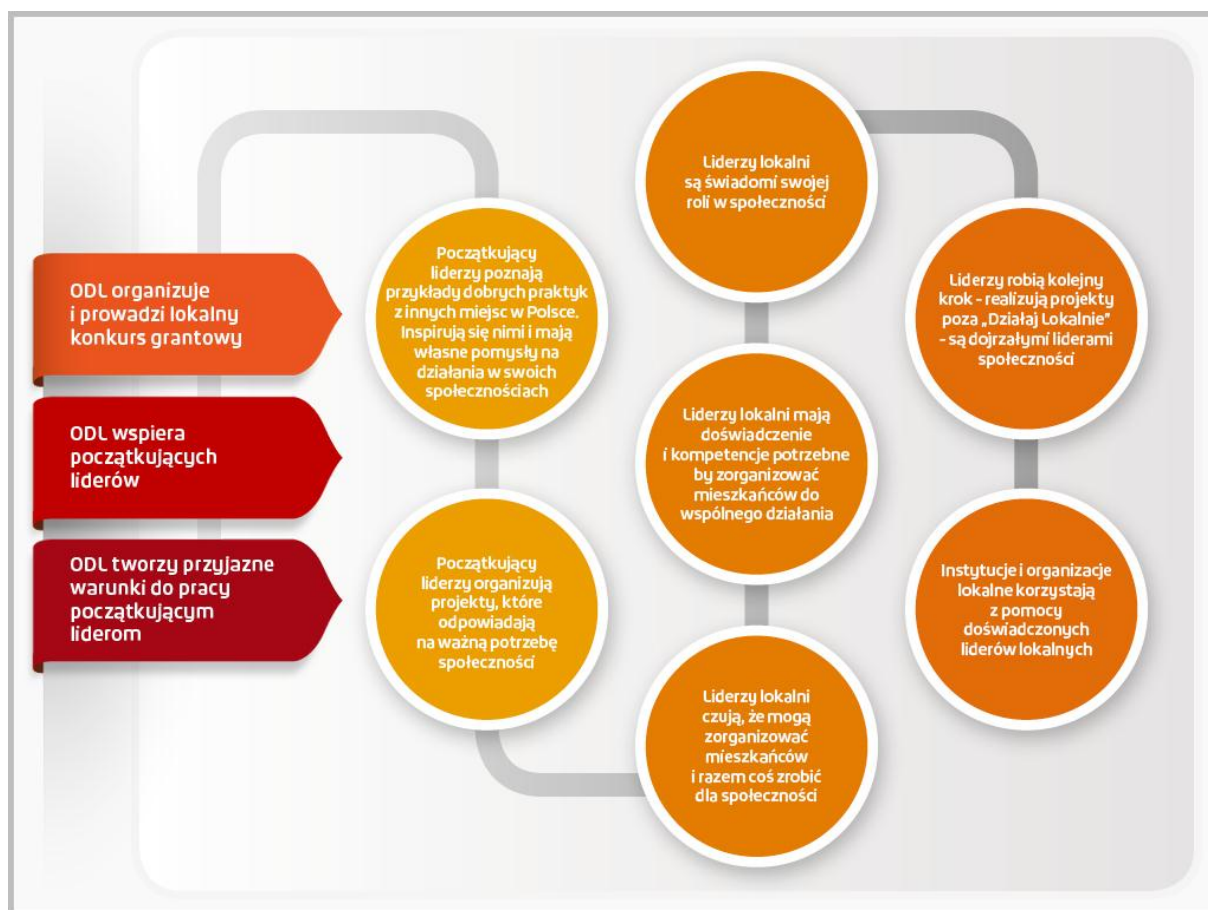 ODL organizuje
i prowadzi lokalny
konkurs grantowy
ODL wspiera
początkujących
liderów
ODL tworzy przyjazne
warunki do pracy
początkującym
liderom
Początkujący
liderzy poznają
przykłady dobrych praktyk
z innych miejsc w Polsce.
Inspirują się nimi i mają
własne pomysły na
działania w swoich
społecznościach
Początkujący
liderzy organizują
projekty, które
odpowiadają
na ważną potrzebę
społeczności
Liderzy lokalni
czują, że mogą
zorganizować
mieszkańców
i razem coś zrobić
dla społeczności
Liderzy lokalni mają
doświadczenie
i kompetencje potrzebne
by zorganizować
mieszkańców do
wspólnego działania
Liderzy lokalni
są świadomi swojej
roli w społeczności
Liderzy robią kolejny
krok - realizują projekty
poza „Działaj Lokalnie”
- są dojrzałymi liderami
społeczności
Instytucje i organizacje
lokalne korzystają
z pomocy
doświadczonych
liderów lokalnych